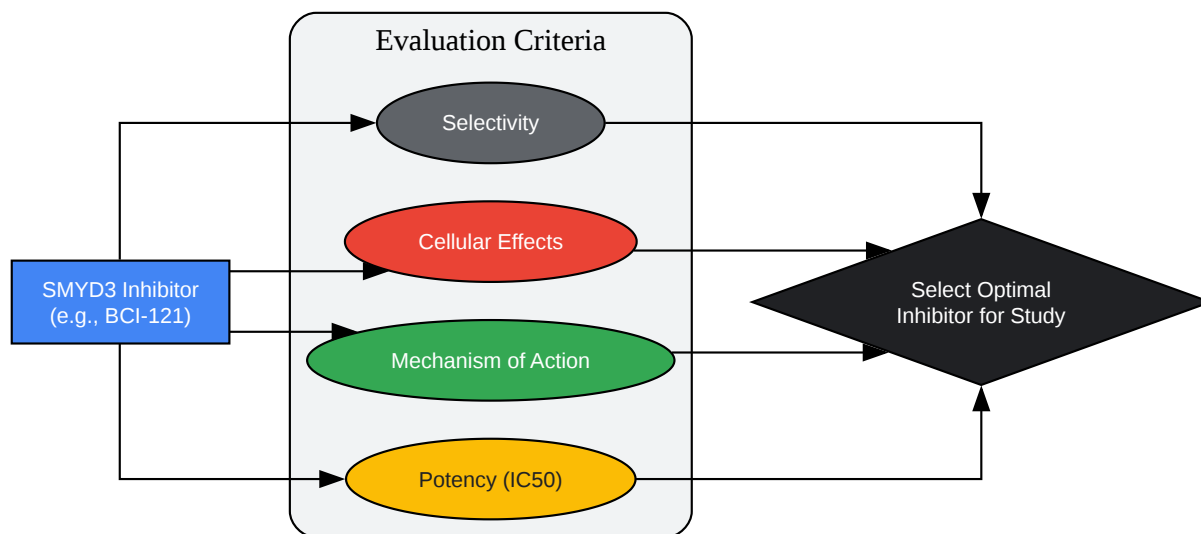 Evaluation Criteria
Selectivity
Cellular Effects
SMYD3 Inhibitor
(e.g., BCI-121)
Select Optimal
Inhibitor for Study
Mechanism of Action
Potency (IC50)